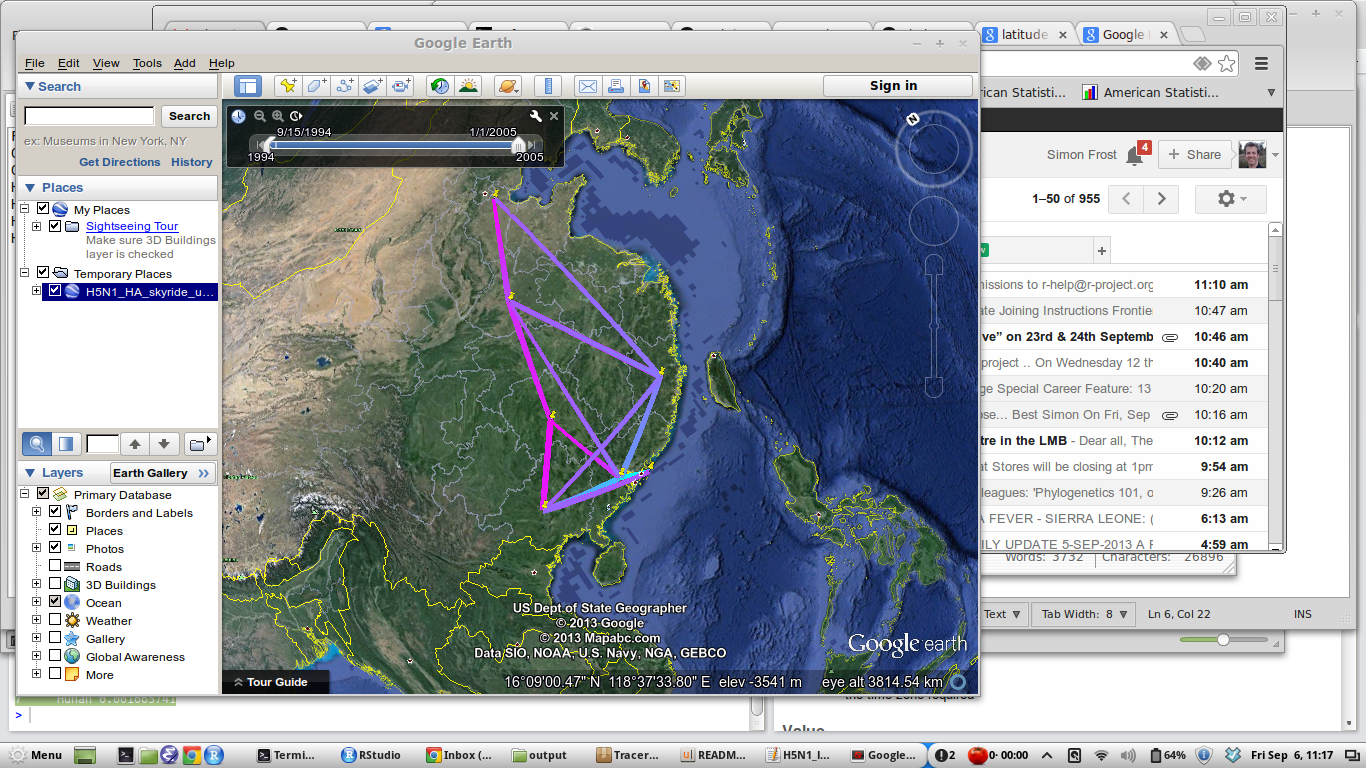 Google Earth
File Edit View Tools Add Help
Search
Search
ex: Museums in New York, NY
Get Directions History
Places
My Places
Sightseeing Tour
Make sure 3D Buildings
layer is checked
Temporary Places
H5N1_HA_skyride_u...
Layers
Earth Gallery »
Primary Database
Borders and Labels
Places
Photos
Roads
3D Buildings
Ocean
Weather
Gallery
Global Awareness
More
Sign in
9/15/1994 1/1/2005
1994 2005
N
US Dept of State Geographer
© 2013 Google
© 2013 Mapabc.com
Data SIO, NOAA, U.S. Navy, NGA, GEBCO
Google earth
Tour Guide
16°09'00.47" N 118°37'33.80" E elev -3541 m eye alt 3814.54 km
latitude
Google
ican Statisti...
American Statisti...
Simon Frost
4
+ Share
1–50 of 955
nissions to r-help@r-project.org 11:10 am
ate Joining Instructions Frontie 10:47 am
ve" on 23rd & 24th Septemb 10:46 am
project .. On Wednesday 12 th 10:40 am
ge Special Career Feature: 13 10:20 am
ose... Best Simon On Fri, Sep 10:16 am
tre in the LMB - Dear all, The 10:12 am
at Stores will be closing at 1pm 9:54 am
lleagues: 'Phylogenetics 101, o 9:26 am
A FEVER - SIERRA LEONE: ( 6:13 am
ILY UPDATE 5-SEP-2013 A F 4:59 am
Words: 3732 Characters: 26896
Text Tab Width: 8 Ln 6, Col 22 INS
the time zone required
Value
Human 0.001665741
>
Menu
Termi...
RStudio
Inbox (...
output
Tracer...
READM...
H5N1_I...
Google...
2
0· 00:00
64%
Fri Sep 6, 11:17